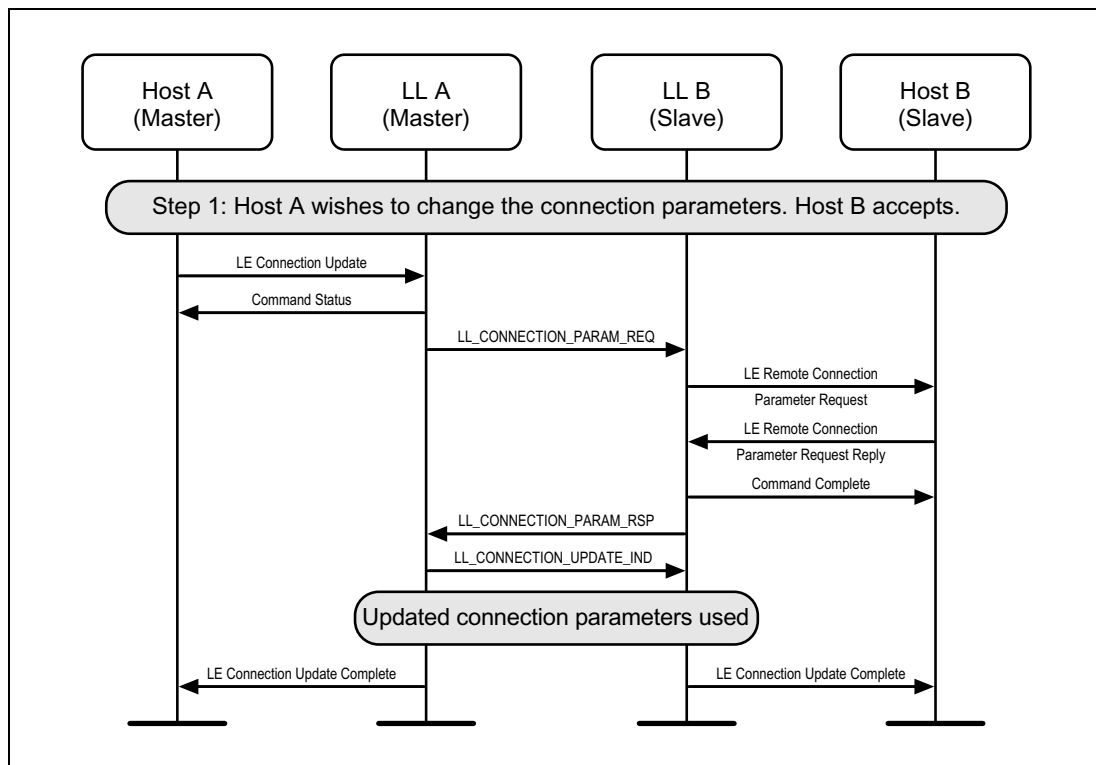 Host A
(Master)
LL A
(Master)
LL B
(Slave)
Host B
(Slave)
Step 1: Host A wishes to change the connection parameters. Host B accepts.
LE Connection Update
Command Status
LL_CONNECTION_PARAM_REQ
LE Remote Connection
Parameter Request
LE Remote Connection
Parameter Request Reply
Command Complete
LL_CONNECTION_PARAM_RSP
LL_CONNECTION_UPDATE_IND
Updated connection parameters used
LE Connection Update Complete
LE Connection Update Complete